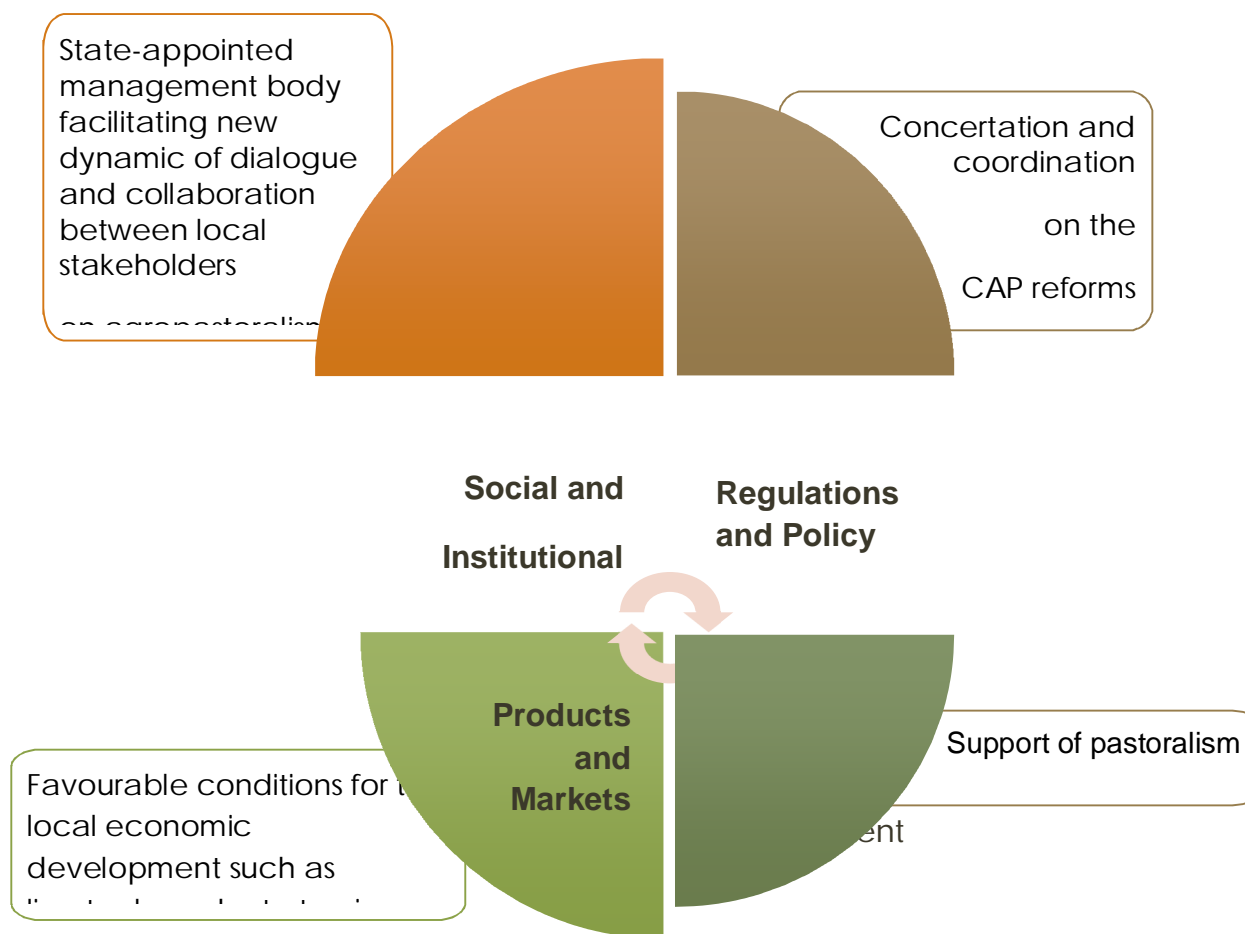 State-appointed
management body
facilitating new
dynamic of dialogue
and collaboration
between local
stakeholders
on agropastoralism
Concertation and
coordination
on the
CAP reforms
Social and
Institutional
Regulations
and Policy
Products
and
Markets
Favourable conditions for
local economic
development such as
Support of pastoralism